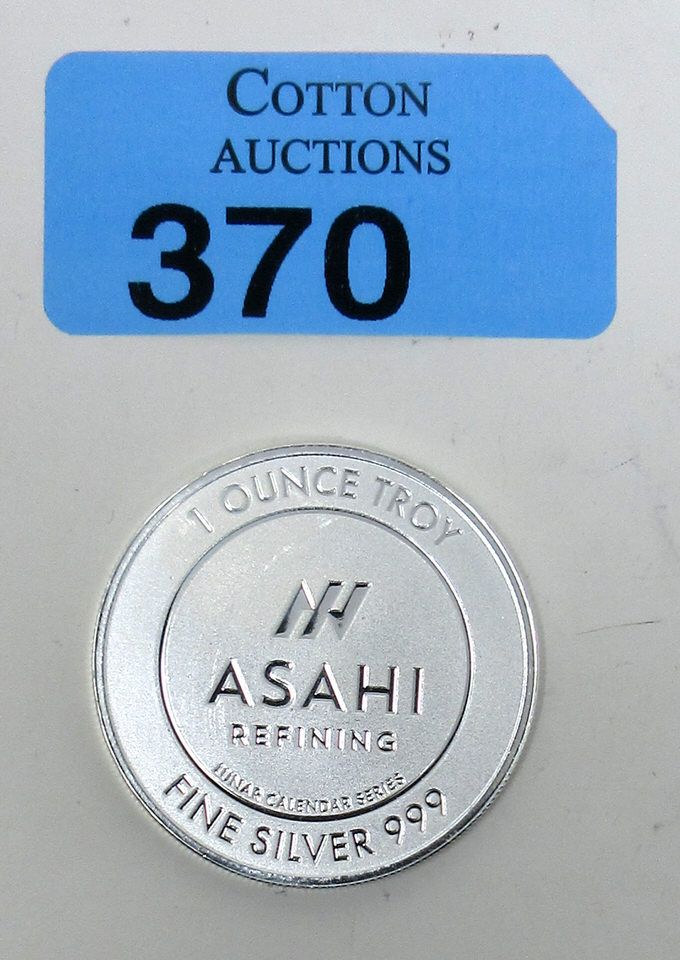 COTTON
AUCTIONS
370
1 OUNCE TROY
ASAHI
REFINING
LUNAR CALENDAR SERIES
FINE SILVER 999